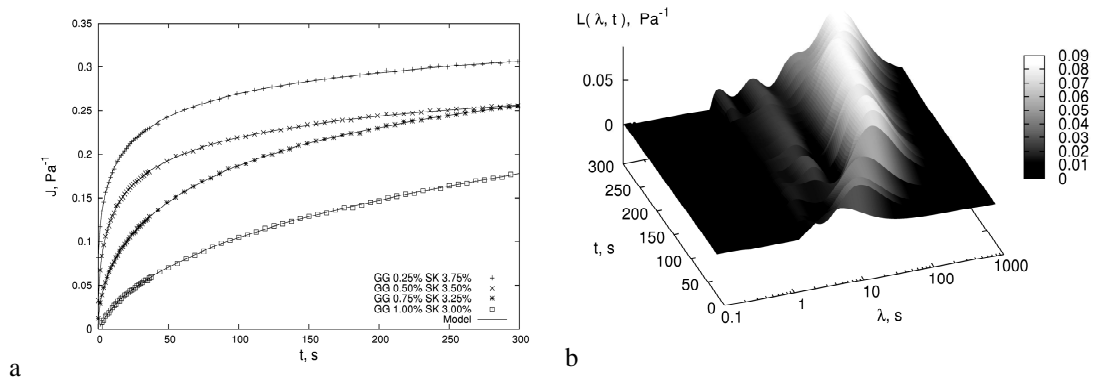 0.35
0.3
0.25
0.2
0.15
0.1
0.05
0
J, Pa-1
0 50 100 150 200 250 300
t, s
GG 0.25% SK 3.75%
GG 0.50% SK 3.50%
GG 0.75% SK 3.25%
GG 1.00% SK 3.00%
Model
a
L(λ, t), Pa-1
0.05
0
300
250
200
150
100
50
0
t, s
0.1 1 10 100 1000
λ, s
0.09
0.08
0.07
0.06
0.05
0.04
0.03
0.02
0.01
0
b